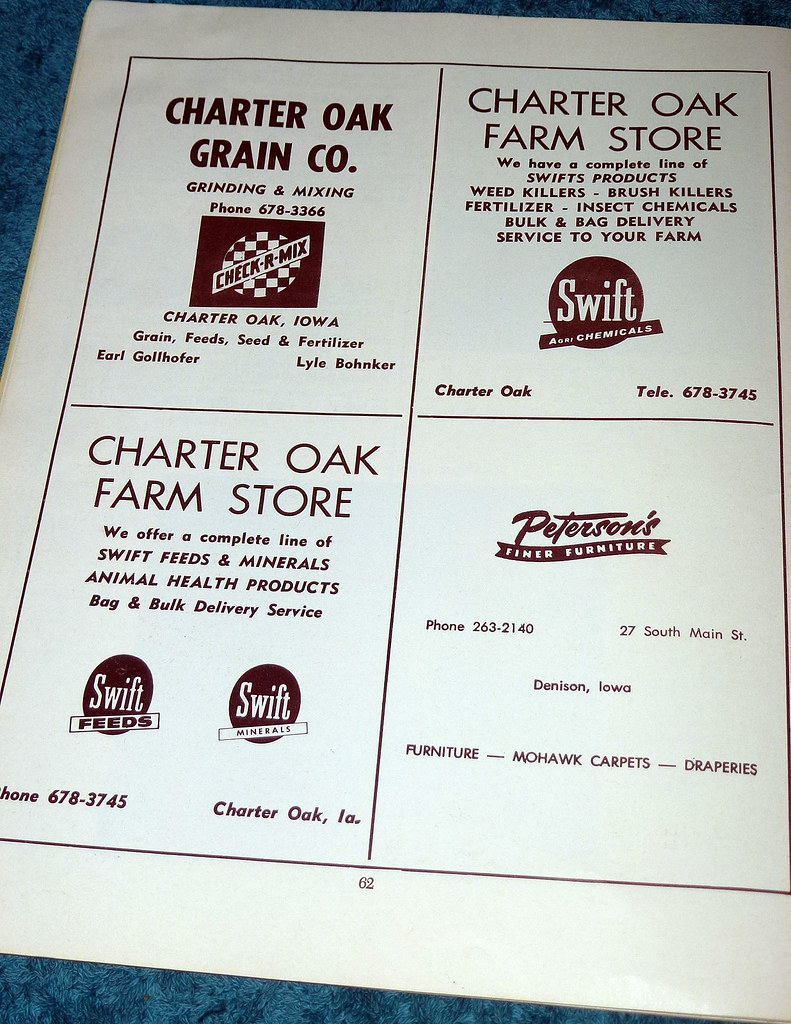 CHARTER OAK
GRAIN CO.
GRINDING & MIXING
Phone 678-3366
CHECK-R-MIX
CHARTER OAK, IOWA
Grain, Feeds, Seed & Fertilizer
Earl Gollhofer Lyle Bohnker
CHARTER OAK
FARM STORE
We have a complete line of
SWIFTS PRODUCTS
WEED KILLERS - BRUSH KILLERS
FERTILIZER - INSECT CHEMICALS
BULK & BAG DELIVERY
SERVICE TO YOUR FARM
Swift
AGRI CHEMICALS
Charter Oak Tele. 678-3745
CHARTER OAK
FARM STORE
We offer a complete line of
SWIFT FEEDS & MINERALS
ANIMAL HEALTH PRODUCTS
Bag & Bulk Delivery Service
Swift
FEEDS
Swift
MINERALS
hone 678-3745 Charter Oak, Ia.
Peterson's
FINER FURNITURE
Phone 263-2140 27 South Main St.
Denison, Iowa
FURNITURE — MOHAWK CARPETS — DRAPERIES
62